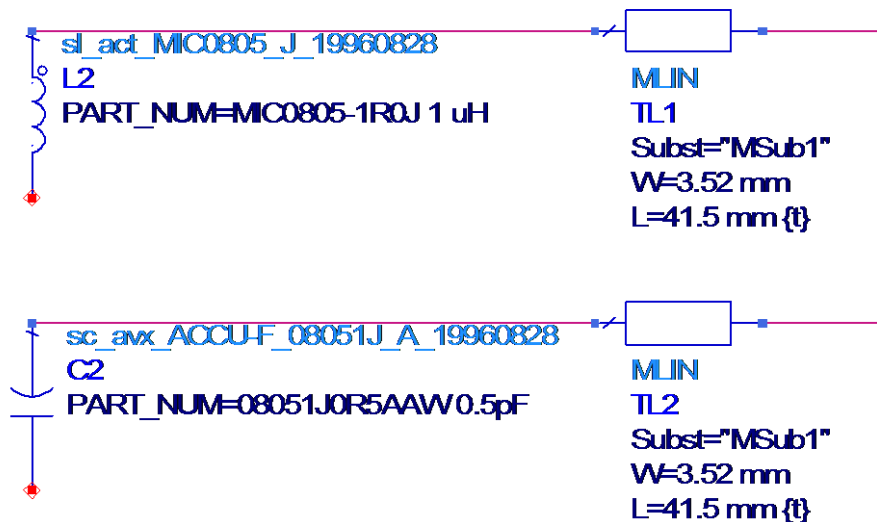 sl_act_MIC0805_J_19960828
L2
PART_NUM=MIC0805-1R0J 1 uH
MLIN
TL1
Subst="MSub1"
W=3.52 mm
L=41.5 mm {t}
sc_avx_ACCU-F_08051J_A_19960828
C2
PART_NUM=08051J0R5AAW 0.5pF
MLIN
TL2
Subst="MSub1"
W=3.52 mm
L=41.5 mm {t}